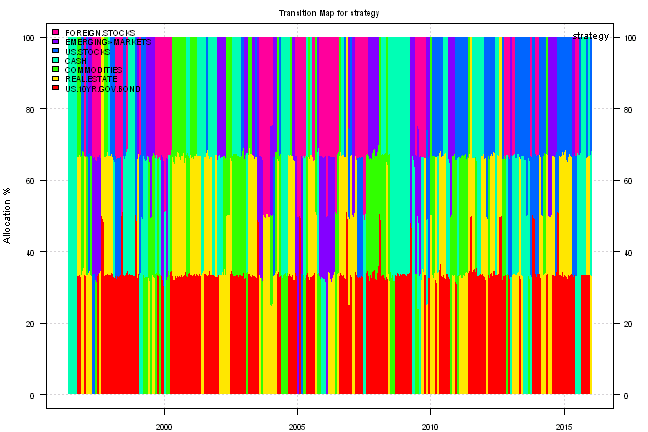 Transition Map for strategy
strategy
FOREIGN.STOCKS
EMERGING>MARKETS
US.STOCKS
CASH
COMMODITIES
REAL.ESTATE
US.10YR.GOV.BOND
100
80
60
40
20
0
100
80
60
40
20
0
Allocation %
2000 2005 2010 2015